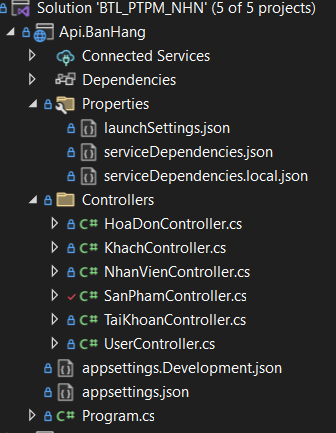 Solution 'BTL_PTPM_NHN' (5 of 5 projects)
Api.BanHang
Connected Services
Dependencies
Properties
launchSettings.json
serviceDependencies.json
serviceDependencies.local.json
Controllers
C# HoaDonController.cs
C# KhachController.cs
C# NhanVienController.cs
C# SanPhamController.cs
C# TaiKhoanController.cs
C# UserController.cs
appsettings.Development.json
appsettings.json
C# Program.cs